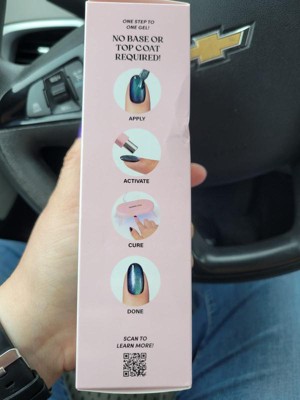 ONE STEP TO
ONE GEL!
NO BASE OR
TOP COAT
REQUIRED!
APPLY
ACTIVATE
CURE
DONE
SCAN TO
LEARN MORE!